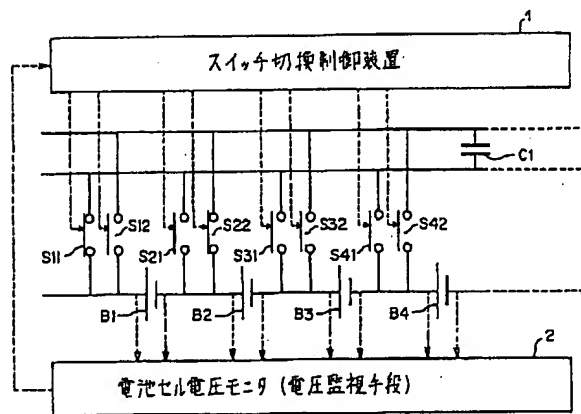 1
スイッチ切換制御装置
C1
S12
S22
S32
S42
S11
S21
S31
S41
B1
B2
B3
B4
2
電池セル電圧モニタ(電圧監視手段)